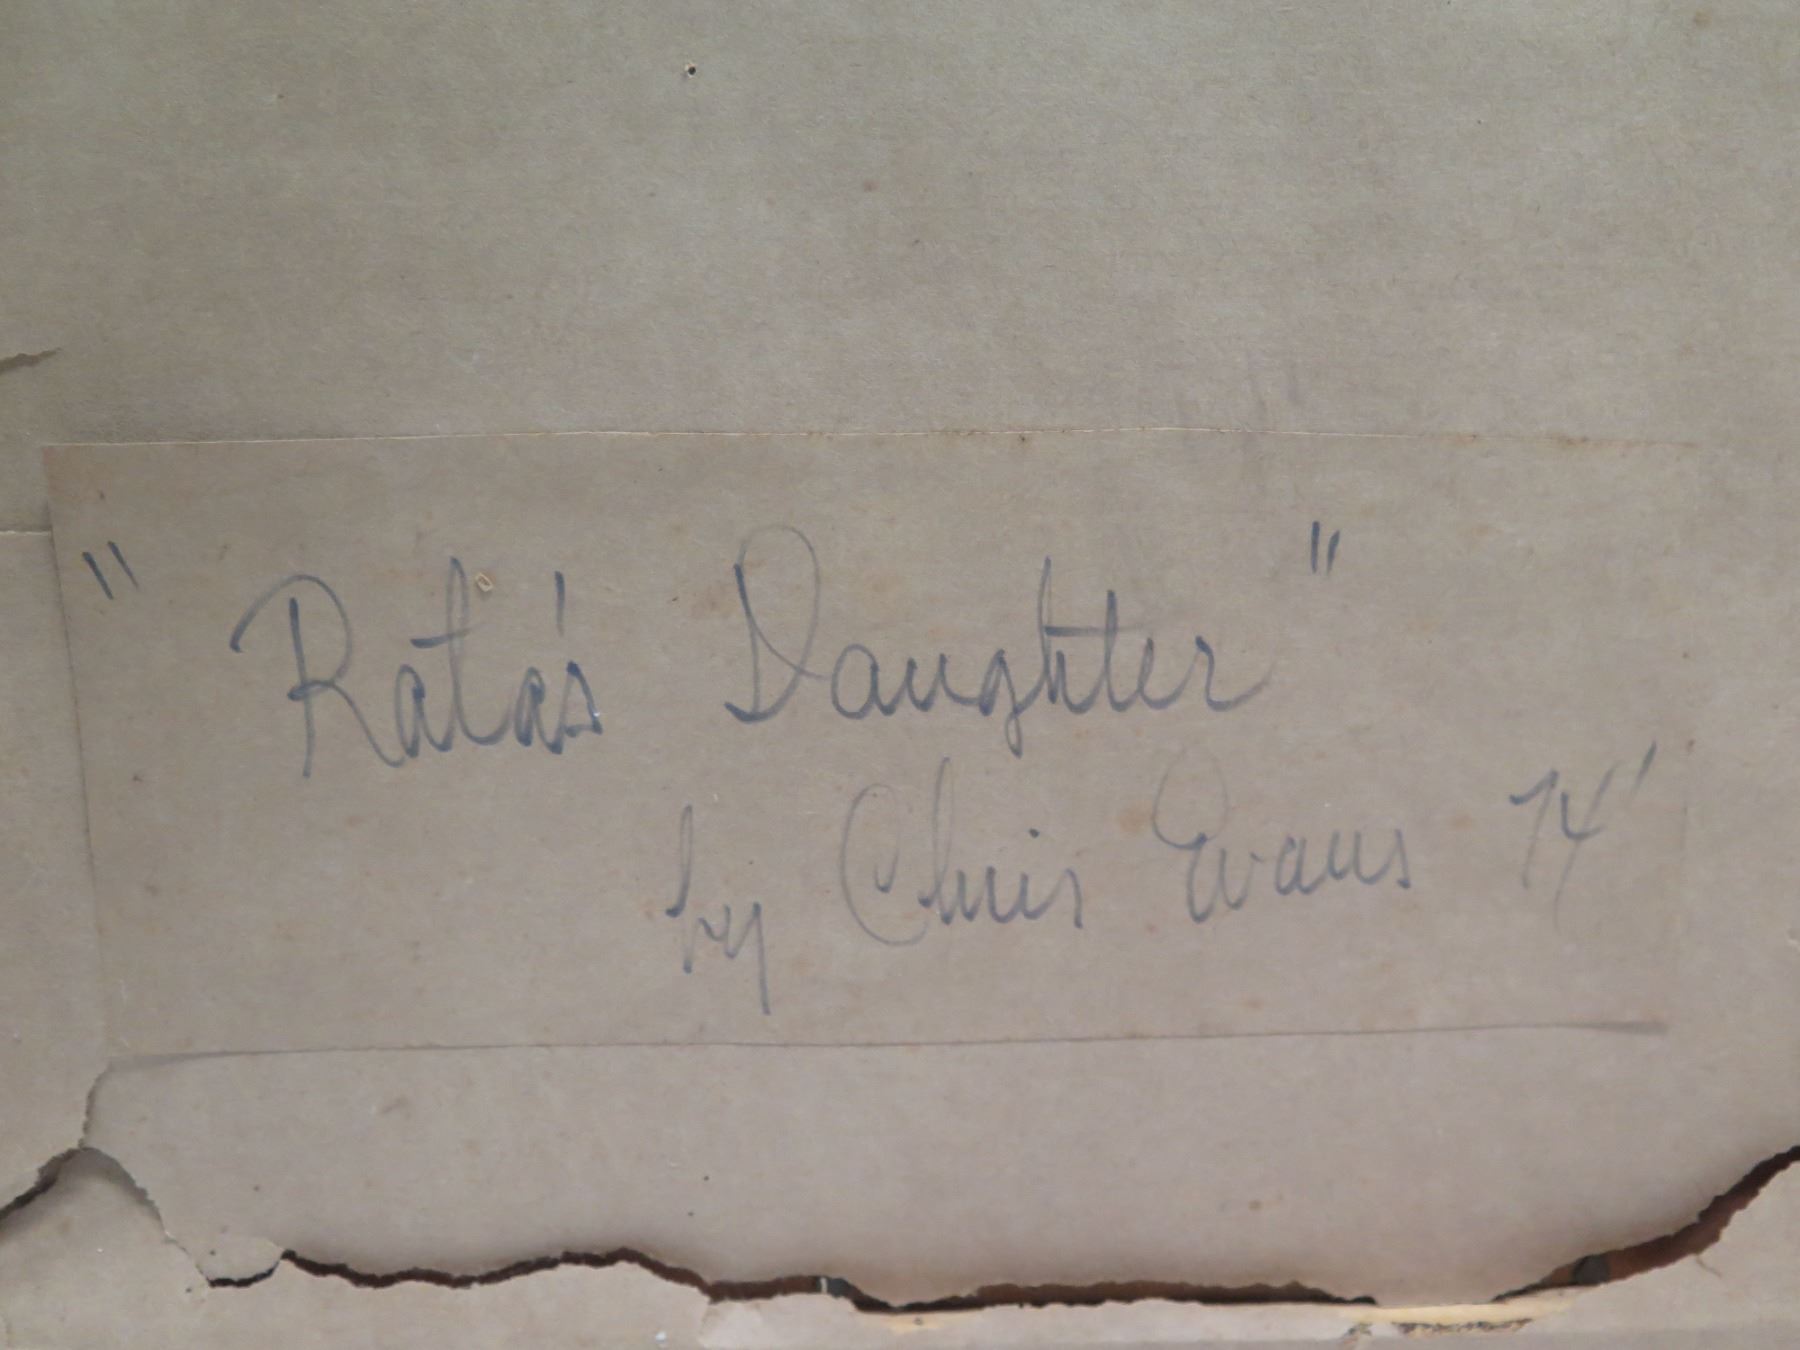 " Rata's Daughter "
by Chris Evans 74'